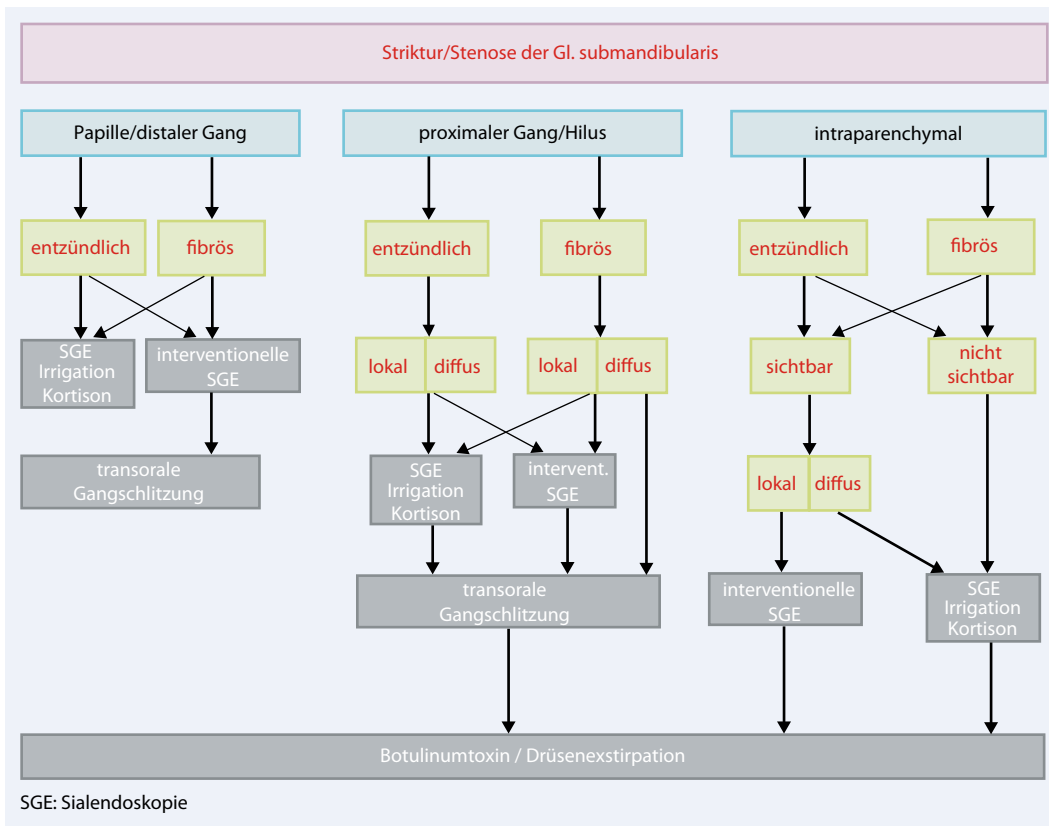 Striktur/Stenose der Gl. submandibularis
Papille/distaler Gang
proximaler Gang/Hilus
intraparenchymal
entzündlich
fibrös
entzündlich
fibrös
entzündlich
fibrös
SGE
Irrigation
Kortison
interventionelle
SGE
lokal
diffus
lokal
diffus
sichtbar
nicht
sichtbar
transorale
Gangschlitzung
SGE
Irrigation
Kortison
intervent.
SGE
lokal
diffus
transorale
Gangschlitzung
interventionelle
SGE
SGE
Irrigation
Kortison
Botulinumtoxin / Drüsenexstirpation
SGE: Sialendoskopie